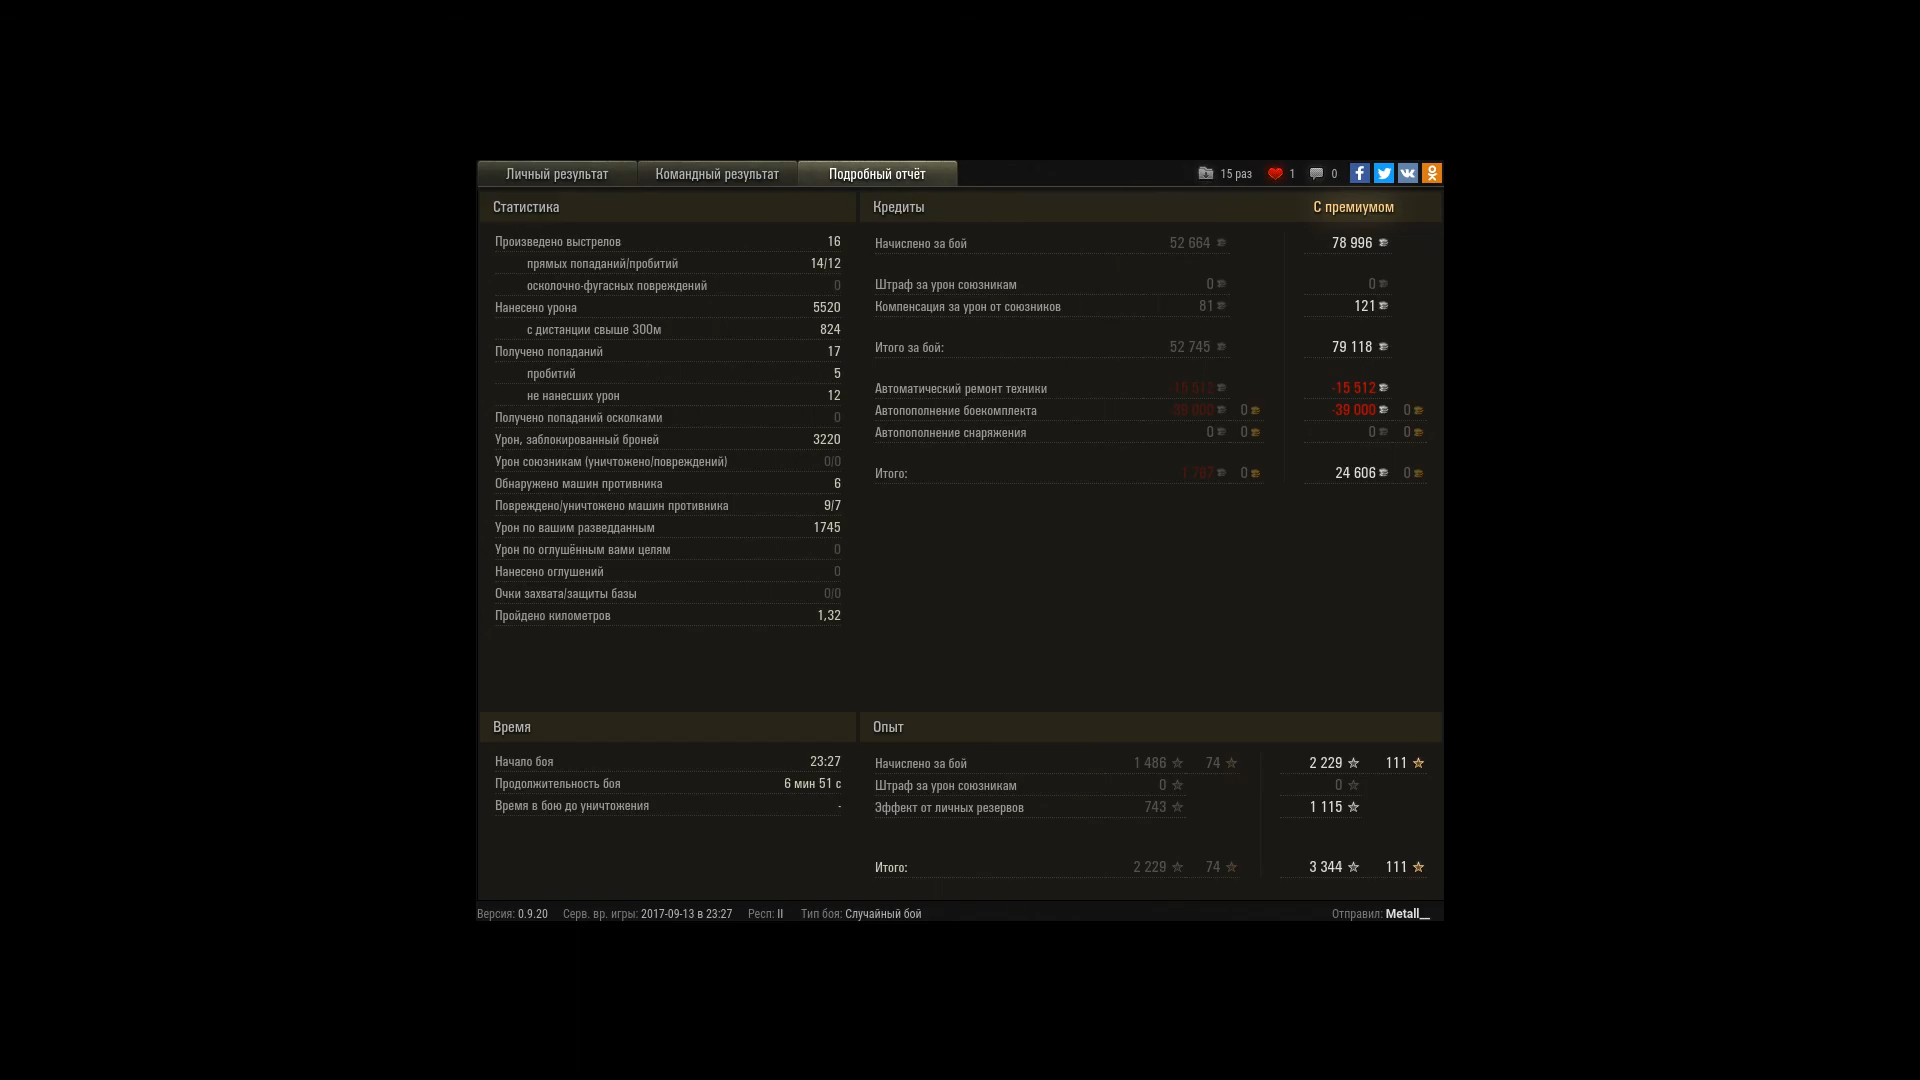 Личный результат Командный результат Подробный отчёт 15 раз 1 0
Статистика
Произведено выстрелов 16
прямых попаданий/пробитий 14/12
осколочно-фугасных повреждений 0
Нанесено урона 5520
с дистанции свыше 300м 824
Получено попаданий 17
пробитий 5
не нанесших урон 12
Получено попаданий осколками 0
Урон, заблокированный броней 3220
Урон союзникам (уничтожено/повреждений) 0/0
Обнаружено машин противника 6
Повреждено/уничтожено машин противника 9/7
Урон по вашим разведданным 1745
Урон по оглушённым вами целям 0
Нанесено оглушений 0
Очки захвата/защиты базы 0/0
Пройдено километров 1,32
Кредиты С премиумом
Начислено за бой 52 664 78 996
Штраф за урон союзникам 0 0
Компенсация за урон от союзников 81 121
Итого за бой: 52 745 79 118
Автоматический ремонт техники -15 512 -15 512
Автопополнение боекомплекта -39 000 0 -39 000 0
Автопополнение снаряжения 0 0 0 0
Итого: 0 24 606 0
Время
Начало боя 23:27
Продолжительность боя 6 мин 51 с
Время в бою до уничтожения -
Опыт
Начислено за бой 1 486 74 2 229 111
Штраф за урон союзникам 0 0
Эффект от личных резервов 743 1 115
Итого: 2 229 74 3 344 111
Версия: 0.9.20 Серв. вр. игры: 2017-09-13 в 23:27 Респ: II Тип боя: Случайный бой Отправил: Metall__